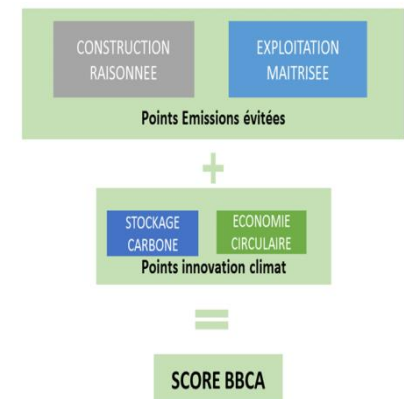 CONSTRUCTION
RAISONNEE
EXPLOITATION
MAITRISEE
Points Emissions évitées
+
STOCKAGE
CARBONE
ECONOMIE
CIRCULAIRE
Points innovation climat
=
SCORE BBCA